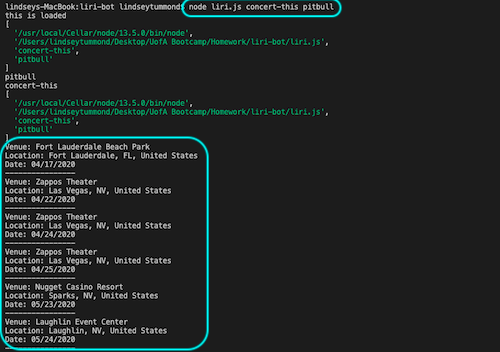 lindseys-MacBook:liri-bot lindseytummond$ node liri.js concert-this pitbull
this is loaded
[
'/usr/local/Cellar/node/13.5.0/bin/node',
'/Users/lindseytummond/Desktop/UofA Bootcamp/Homework/liri-bot/liri.js',
'concert-this',
'pitbull'
]
pitbull
concert-this
[
'/usr/local/Cellar/node/13.5.0/bin/node',
'/Users/lindseytummond/Desktop/UofA Bootcamp/Homework/liri-bot/liri.js',
'concert-this',
'pitbull'
]
Venue: Fort Lauderdale Beach Park
Location: Fort Lauderdale, FL, United States
Date: 04/17/2020
----------------
Venue: Zappos Theater
Location: Las Vegas, NV, United States
Date: 04/22/2020
----------------
Venue: Zappos Theater
Location: Las Vegas, NV, United States
Date: 04/24/2020
----------------
Venue: Zappos Theater
Location: Las Vegas, NV, United States
Date: 04/25/2020
----------------
Venue: Nugget Casino Resort
Location: Sparks, NV, United States
Date: 05/23/2020
----------------
Venue: Laughlin Event Center
Location: Laughlin, NV, United States
Date: 05/24/2020
----------------